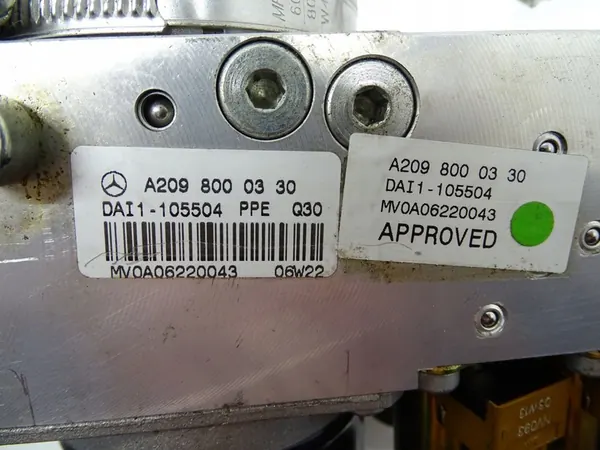 A209 800 03 30
DAI1-105504 PPE Q30
MV0A06220043 06W22
A209 800 03 30
DAI1-105504
MV0A06220043
APPROVED